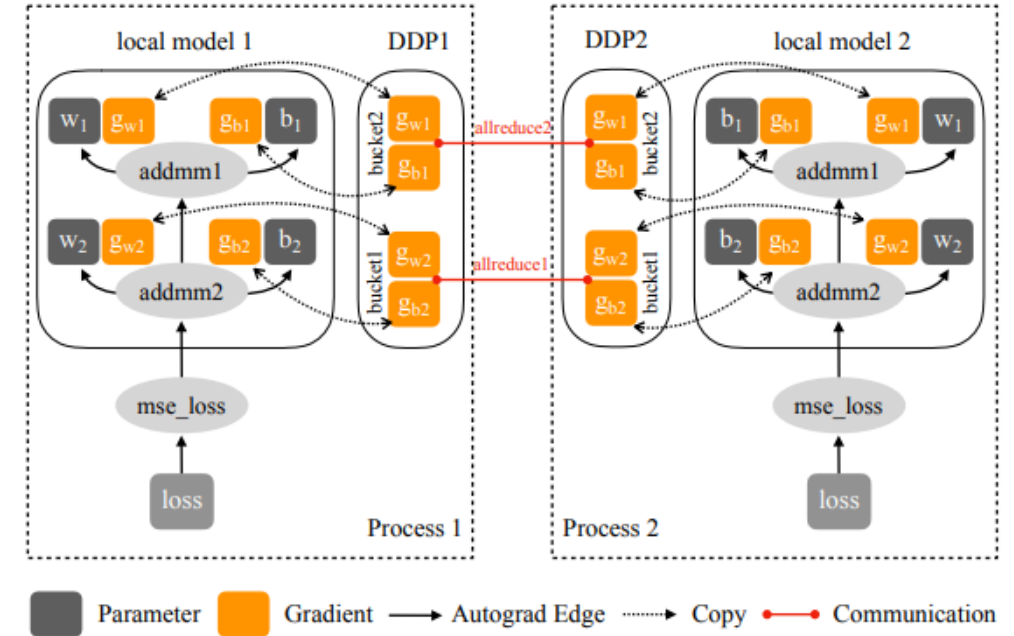 local model 1 DDP1 DDP2 local model 2
w1 gw1 gb1 b1 bucket2 gw1 allreduce2 gw1 bucket2 b1 gb1 gw1 w1
addmm1 gb1 gb1 addmm1
w2 gw2 gb2 b2 bucket1 gw2 allreduce1 gw2 bucket1 b2 gb2 gw2 w2
addmm2 gb2 gb2 addmm2
mse_loss mse_loss
loss loss
Process 1 Process 2
Parameter Gradient Autograd Edge Copy Communication